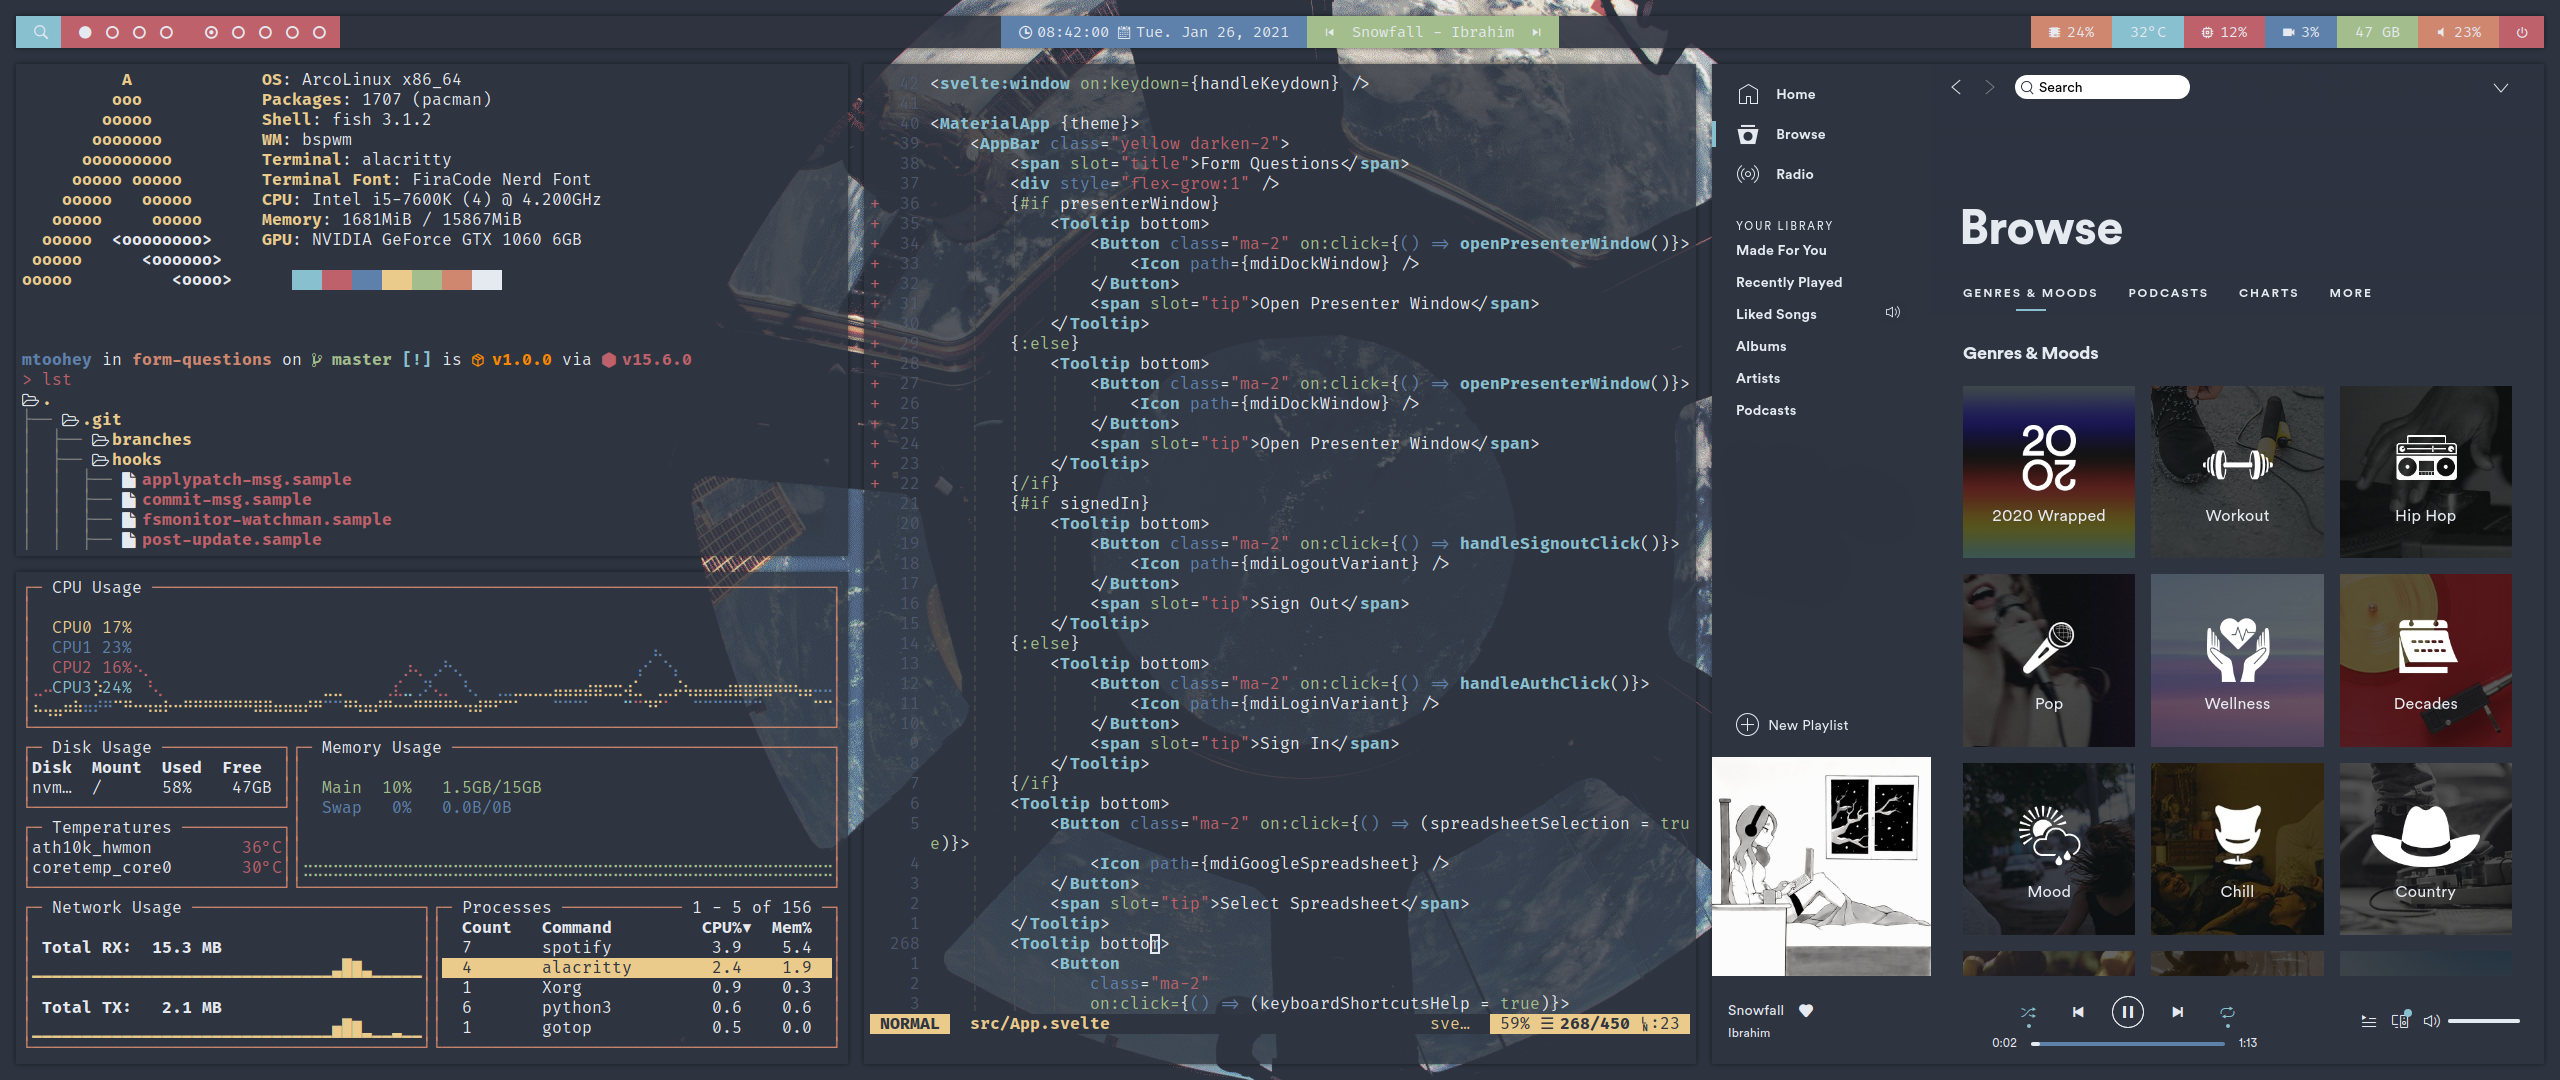 08:42:00 Tue. Jan 26, 2021 Snowfall - Ibrahim 24% 32°C 12% 3% 47 GB 23%
A
ooo
ooooo
ooooooo
ooooooooo
ooooo ooooo
ooooo ooooo
ooooo ooooo
ooooo <oooooooo>
ooooo <oooooo>
ooooo <oooo>
OS: ArcoLinux x86_64
Packages: 1707 (pacman)
Shell: fish 3.1.2
WM: bspwm
Terminal: alacritty
Terminal Font: FiraCode Nerd Font
CPU: Intel i5-7600K (4) @ 4.200GHz
Memory: 1681MiB / 15867MiB
GPU: NVIDIA GeForce GTX 1060 6GB
mtoohey in form-questions on master [!] is v1.0.0 via v15.6.0
> lst
.
.git
branches
hooks
applypatch-msg.sample
commit-msg.sample
fsmonitor-watchman.sample
post-update.sample
CPU Usage
CPU0 17%
CPU1 23%
CPU2 16%
CPU3 24%
Disk Usage
Disk Mount Used Free
nvm… / 58% 47GB
Temperatures
ath10k_hwmon 36°C
coretemp_core0 30°C
Memory Usage
Main 10% 1.5GB/15GB
Swap 0% 0.0B/0B
Network Usage
Total RX: 15.3 MB
Total TX: 2.1 MB
Processes 1 - 5 of 156
Count Command CPU%▼ Mem%
7 spotify 3.9 5.4
4 alacritty 2.4 1.9
1 Xorg 0.9 0.3
6 python3 0.6 0.6
1 gotop 0.5 0.0
42 <svelte:window on:keydown={handleKeydown} />
41
40 <MaterialApp {theme}>
39 <AppBar class="yellow darken-2">
38 <span slot="title">Form Questions</span>
37 <div style="flex-grow:1" />
+ 36 {#if presenterWindow}
+ 35 <Tooltip bottom>
+ 34 <Button class="ma-2" on:click={() => openPresenterWindow()}>
+ 33 <Icon path={mdiDockWindow} />
+ 32 </Button>
+ 31 <span slot="tip">Open Presenter Window</span>
+ 30 </Tooltip>
+ 29 {:else}
+ 28 <Tooltip bottom>
+ 27 <Button class="ma-2" on:click={() => openPresenterWindow()}>
+ 26 <Icon path={mdiDockWindow} />
+ 25 </Button>
+ 24 <span slot="tip">Open Presenter Window</span>
+ 23 </Tooltip>
+ 22 {/if}
21 {#if signedIn}
20 <Tooltip bottom>
19 <Button class="ma-2" on:click={() => handleSignoutClick()}>
18 <Icon path={mdiLogoutVariant} />
17 </Button>
16 <span slot="tip">Sign Out</span>
15 </Tooltip>
14 {:else}
13 <Tooltip bottom>
12 <Button class="ma-2" on:click={() => handleAuthClick()}>
11 <Icon path={mdiLoginVariant} />
10 </Button>
9 <span slot="tip">Sign In</span>
8 </Tooltip>
7 {/if}
6 <Tooltip bottom>
5 <Button class="ma-2" on:click={() => (spreadsheetSelection = tru
e)}>
4 <Icon path={mdiGoogleSpreadsheet} />
3 </Button>
2 <span slot="tip">Select Spreadsheet</span>
1 </Tooltip>
268 <Tooltip bottom>
1 <Button
2 class="ma-2"
3 on:click={() => (keyboardShortcutsHelp = true)}>
NORMAL src/App.svelte sve… 59% ☰ 268/450 :23
Home
Browse
Radio
YOUR LIBRARY
Made For You
Recently Played
Liked Songs
Albums
Artists
Podcasts
New Playlist
Search
Browse
GENRES & MOODS PODCASTS CHARTS MORE
Genres & Moods
2020
2020 Wrapped
Workout
Hip Hop
Pop
Wellness
Decades
Mood
Chill
Country
Snowfall
Ibrahim
0:02 1:13